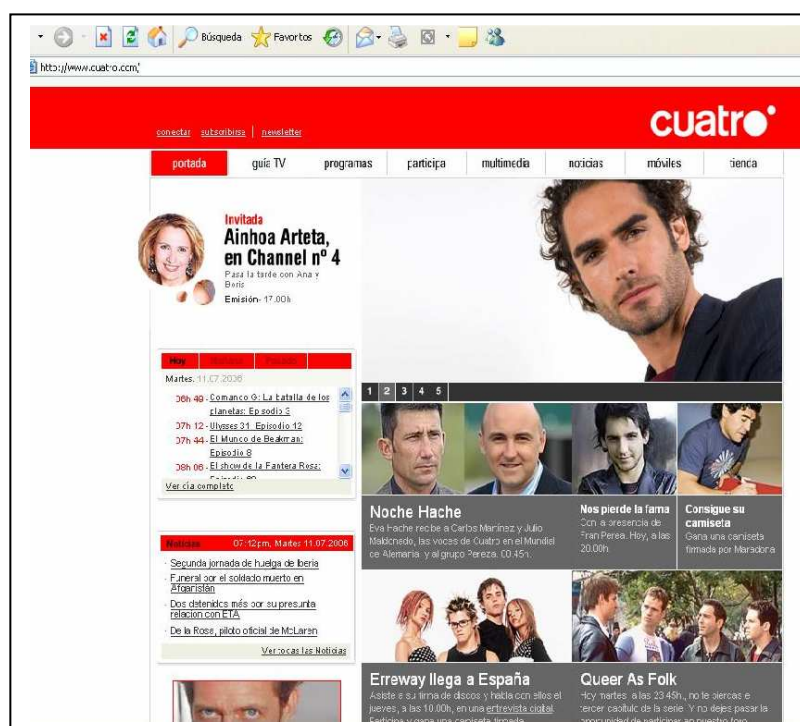 Búsqueda Favoritos
http://www.cuatro.com/
conectar subscribirse newsletter
cuatro
portada guía TV programas participa multimedia noticias móviles tienda
Invitada
Ainhoa Arteta,
en Channel nº 4
Pasa la tarde con Ana y
Boris
Emisión- 17.00h
Hoy
Martes, 11.07.2006
06h 40 - Comanco G: La batalla de los
planetas: Episodio 3
07h 12 - Ulysses 31 Episodio 12
07h 44 - El Mundo de Beakman:
Episodio 8
08h 06 - El show de la Pantera Rosa:
Ver día completo
1 2 3 4 5
Noche Hache
Eva Hache recibe a Carlos Martínez y Julio
Maldonado, las voces de Cuatro en el Mundial
de Alemania, y al grupo Pereza. 00.45h.
Nos pierde la fama
Con la presencia de
Fran Perea. Hoy, a las
20.00h.
Consigue su
camiseta
Gana una camiseta
firmada por Maradona
Noticias 07:12pm, Martes 11.07.2006
Segunda jornada de huelga de Iberia
Funeral por el soldado muerto en
Afganistán
Dos detenidos más por su presunta
relacion con ETA
De la Rosa, piloto oficial de McLaren
Ver todas las Noticias
Erreway llega a España
Asiste a su firma de discos y habla con ellos el
jueves, a las 10.00h, en una entrevista digital.
Participa y gana una camiseta firmada
Queer As Folk
Hoy martes, a las 23.45h., no te pierdas el
tercer capítulo de la serie. Y no dejes pasar la
oportunidad de participar en nuestro foro